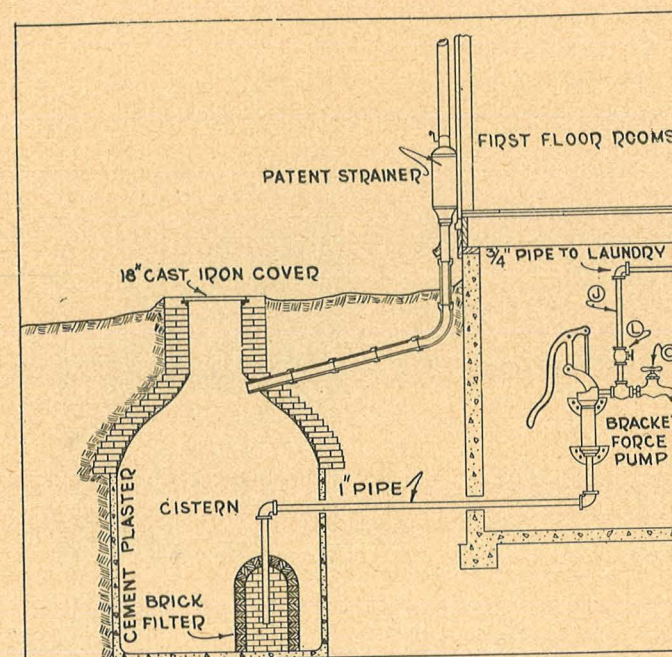 FIRST FLOOR ROOMS
PATENT STRAINER
3/4" PIPE TO LAUNDRY
18" CAST IRON COVER
J
L
BRACKET
FORCE
PUMP
1" PIPE
CISTERN
CEMENT PLASTER
BRICK
FILTER